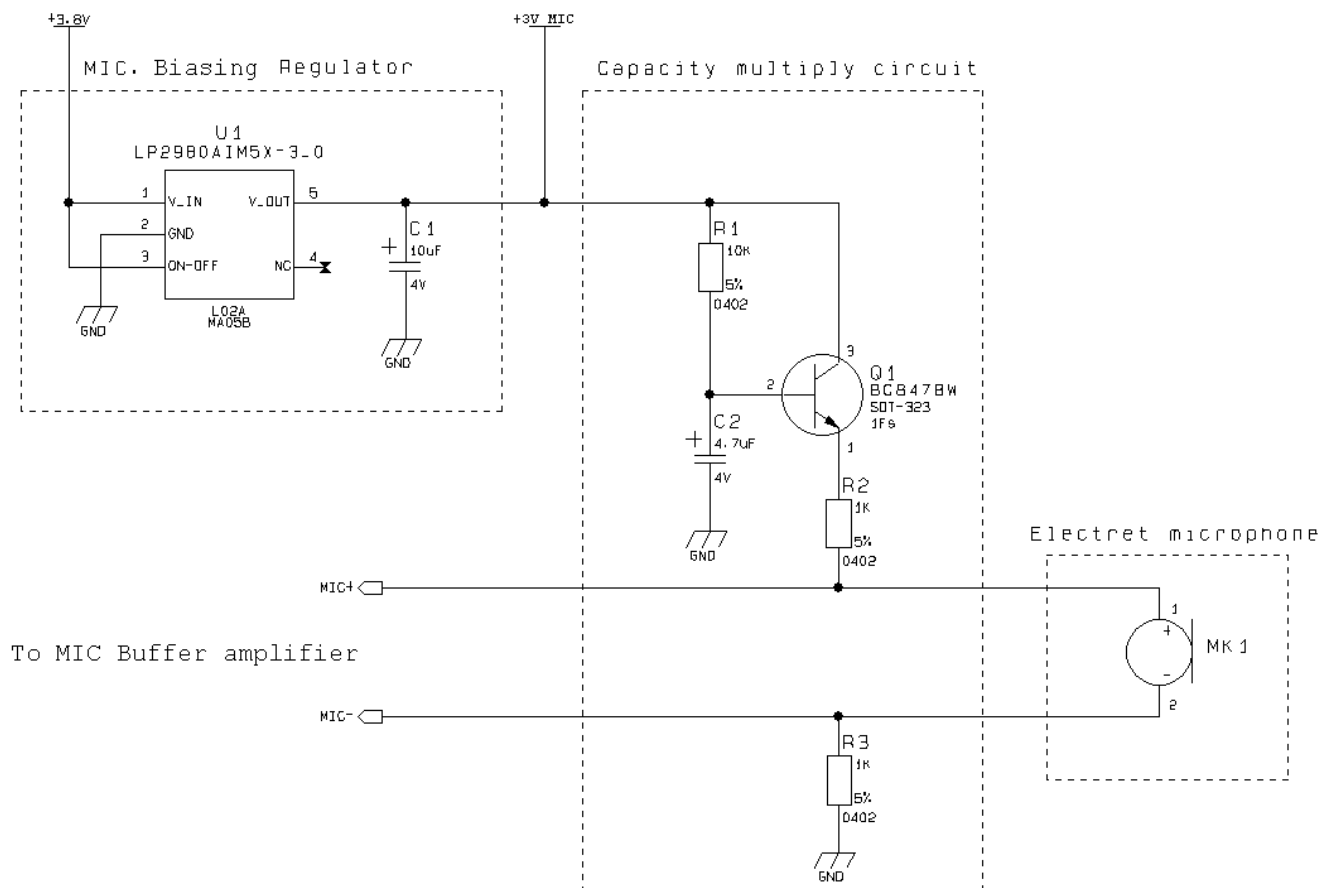 +3.8V
+3V MIC
MIC. Biasing Regulator
Capacity multiply circuit
U1
LP2980AIM5X-3_0
1
V_IN
V_OUT
5
2
GND
3
ON-OFF
NC
4
L02A
MA05B
GND
C1
+
10uF
4V
GND
R1
10K
5%
0402
2
3
Q1
BC847BW
SOT-323
1Fs
1
C2
+
4.7uF
4V
GND
R2
1K
5%
0402
Electret microphone
MIC+
1
+
MK1
-
2
To MIC Buffer amplifier
MIC-
R3
1K
5%
0402
GND